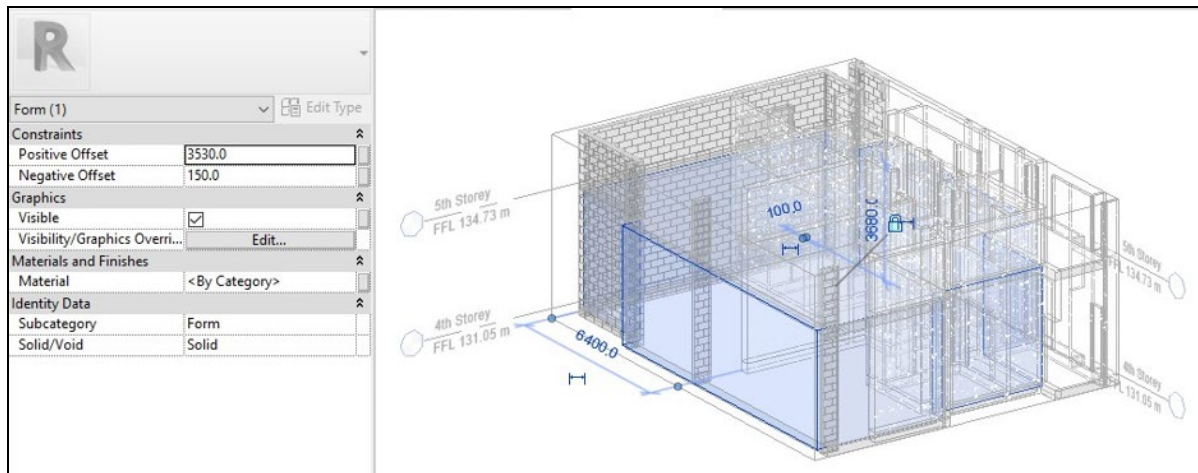 R
Form (1)
Edit Type
Constraints
Positive Offset 3530.0
Negative Offset 150.0
Graphics
Visible
Visibility/Graphics Overri... Edit...
Materials and Finishes
Material <By Category>
Identity Data
Subcategory Form
Solid/Void Solid
5th Storey
FFL 134.73 m
4th Storey
FFL 131.05 m
6400.0
100.0
3680.0
5th Storey
FFL 134.73 m
4th Storey
FFL 131.05 m